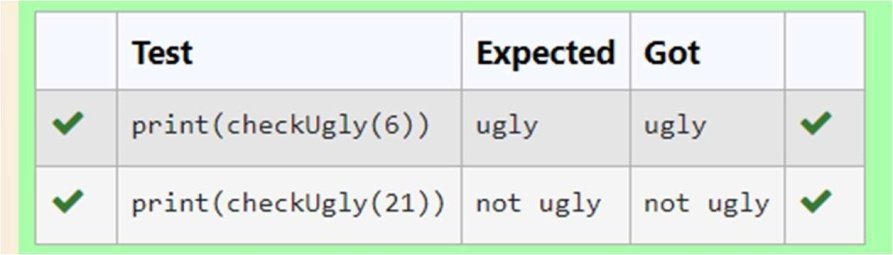 Test Expected Got
print(checkUgly(6)) ugly ugly
print(checkUgly(21)) not ugly not ugly